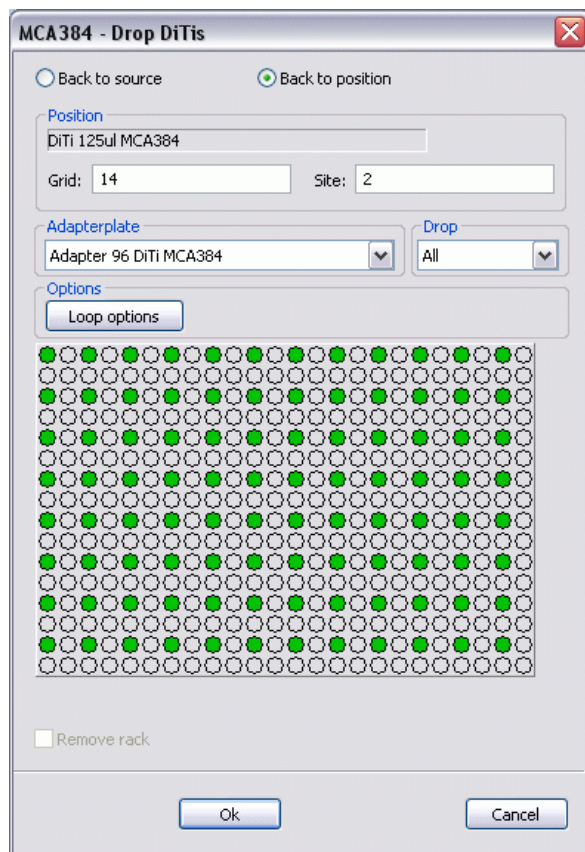 MCA384 - Drop DiTis
Back to source Back to position
Position
DiTi 125ul MCA384
Grid: 14 Site: 2
Adapterplate Drop
Adapter 96 DiTi MCA384 All
Options
Loop options
Remove rack
Ok Cancel